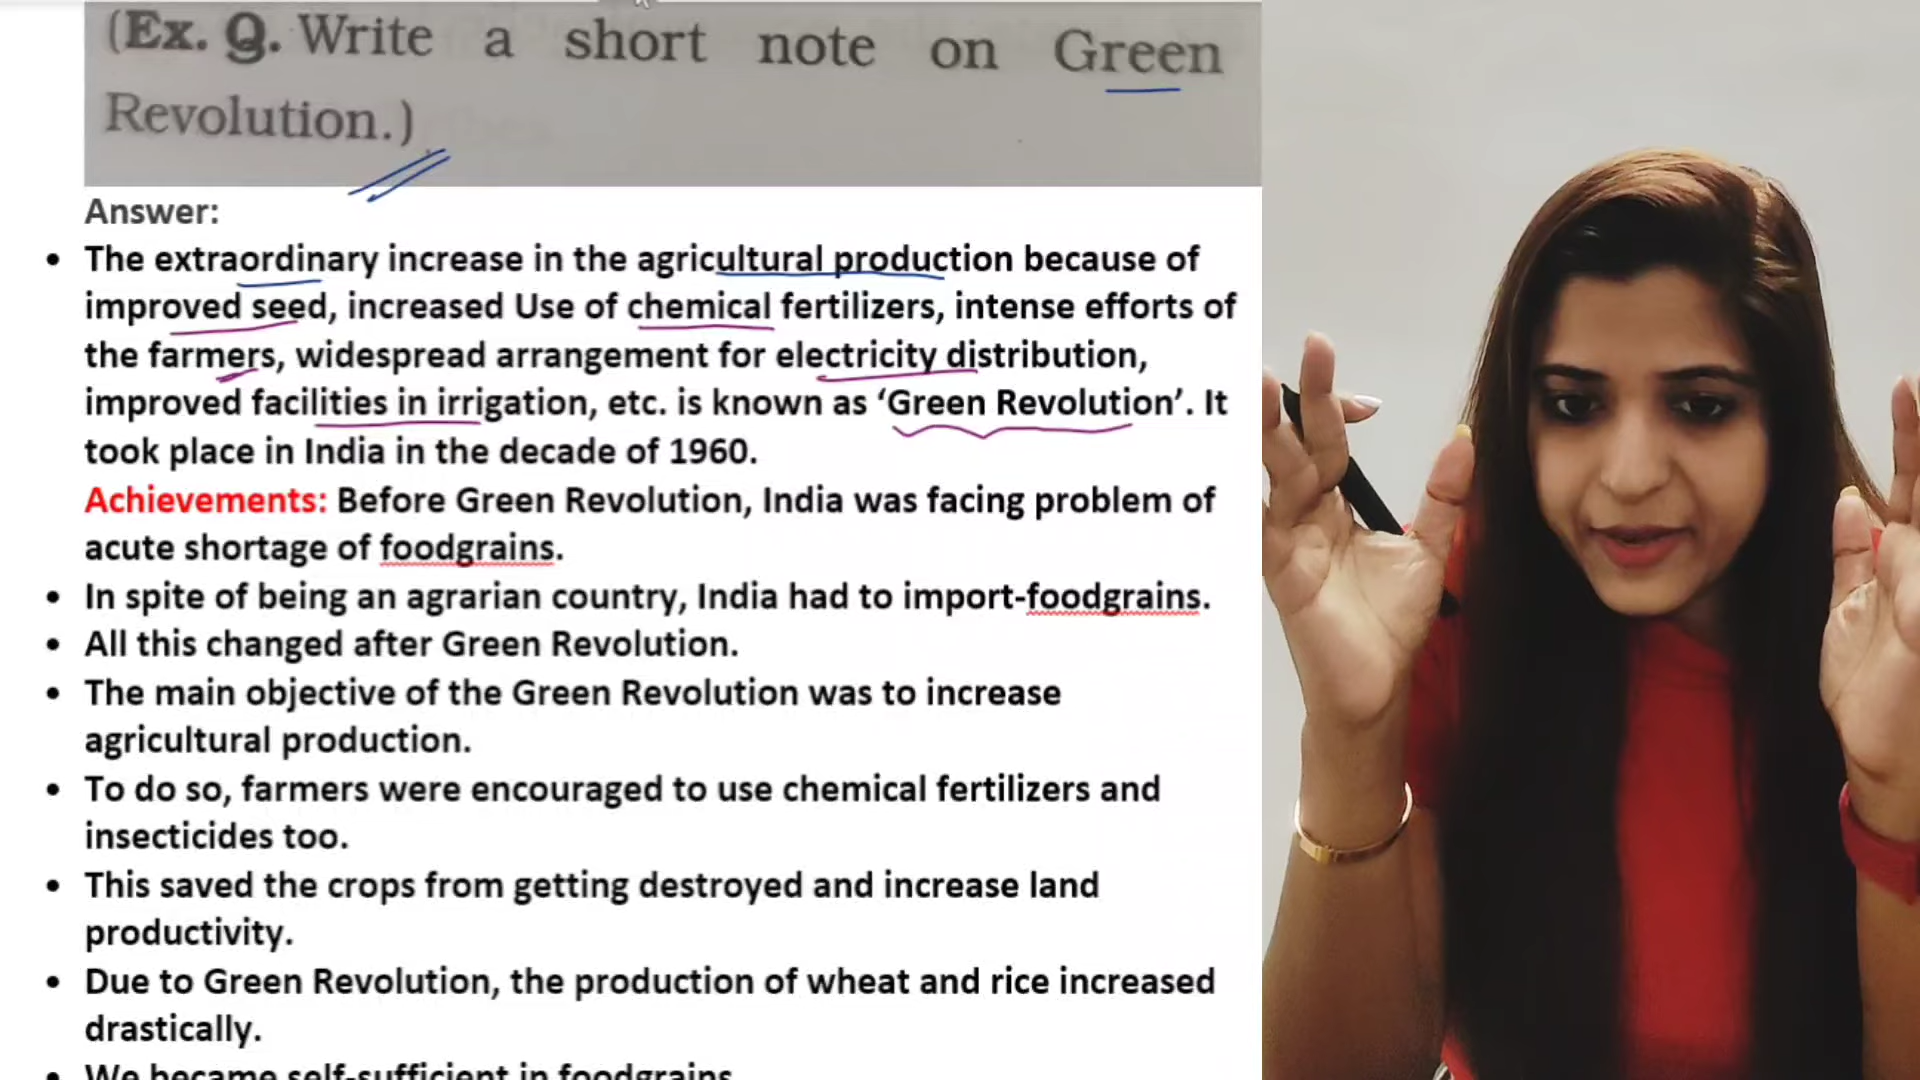 (Ex. Q. Write a short note on Green
Revolution.)
Answer:
• The extraordinary increase in the agricultural production because of
improved seed, increased Use of chemical fertilizers, intense efforts of
the farmers, widespread arrangement for electricity distribution,
improved facilities in irrigation, etc. is known as ‘Green Revolution’. It
took place in India in the decade of 1960.
Achievements: Before Green Revolution, India was facing problem of
acute shortage of foodgrains.
• In spite of being an agrarian country, India had to import-foodgrains.
• All this changed after Green Revolution.
• The main objective of the Green Revolution was to increase
agricultural production.
• To do so, farmers were encouraged to use chemical fertilizers and
insecticides too.
• This saved the crops from getting destroyed and increase land
productivity.
• Due to Green Revolution, the production of wheat and rice increased
drastically.
• We became self-sufficient in foodgrains